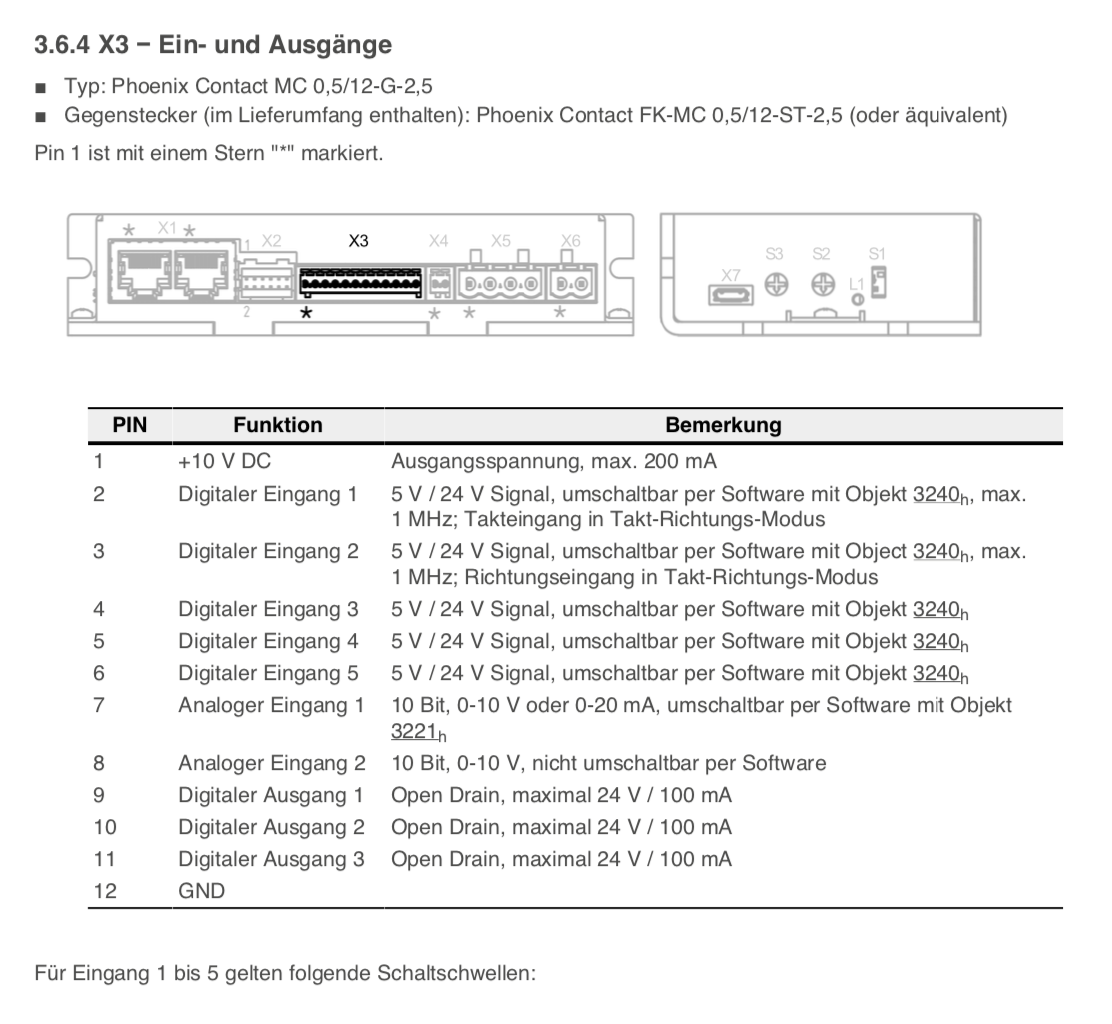 3.6.4 X3 – Ein- und Ausgänge
■ Typ: Phoenix Contact MC 0,5/12-G-2,5
■ Gegenstecker (im Lieferumfang enthalten): Phoenix Contact FK-MC 0,5/12-ST-2,5 (oder äquivalent)
Pin 1 ist mit einem Stern "*" markiert.
* X1 *
1 X2
X3
X4
X5
X6
2
*
*
*
*
X7
S3
S2
S1
L1
PIN Funktion Bemerkung
1 +10 V DC Ausgangsspannung, max. 200 mA
2 Digitaler Eingang 1 5 V / 24 V Signal, umschaltbar per Software mit Objekt 3240h, max.
1 MHz; Takteingang in Takt-Richtungs-Modus
3 Digitaler Eingang 2 5 V / 24 V Signal, umschaltbar per Software mit Object 3240h, max.
1 MHz; Richtungseingang in Takt-Richtungs-Modus
4 Digitaler Eingang 3 5 V / 24 V Signal, umschaltbar per Software mit Objekt 3240h
5 Digitaler Eingang 4 5 V / 24 V Signal, umschaltbar per Software mit Objekt 3240h
6 Digitaler Eingang 5 5 V / 24 V Signal, umschaltbar per Software mit Objekt 3240h
7 Analoger Eingang 1 10 Bit, 0-10 V oder 0-20 mA, umschaltbar per Software mit Objekt
3221h
8 Analoger Eingang 2 10 Bit, 0-10 V, nicht umschaltbar per Software
9 Digitaler Ausgang 1 Open Drain, maximal 24 V / 100 mA
10 Digitaler Ausgang 2 Open Drain, maximal 24 V / 100 mA
11 Digitaler Ausgang 3 Open Drain, maximal 24 V / 100 mA
12 GND
Für Eingang 1 bis 5 gelten folgende Schaltschwellen: